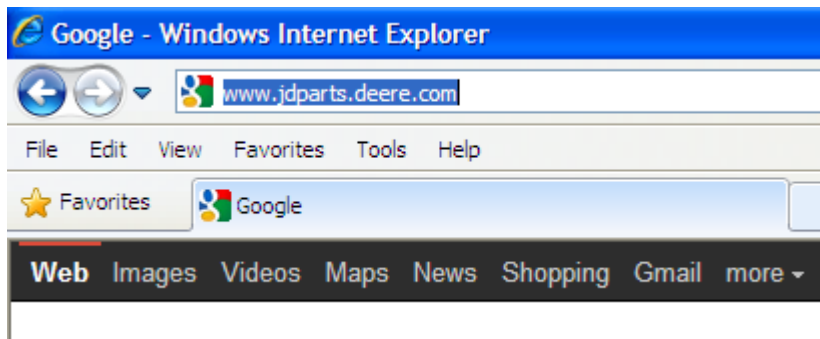 Google - Windows Internet Explorer
www.jdparts.deere.com
File Edit View Favorites Tools Help
Favorites Google
Web Images Videos Maps News Shopping Gmail more